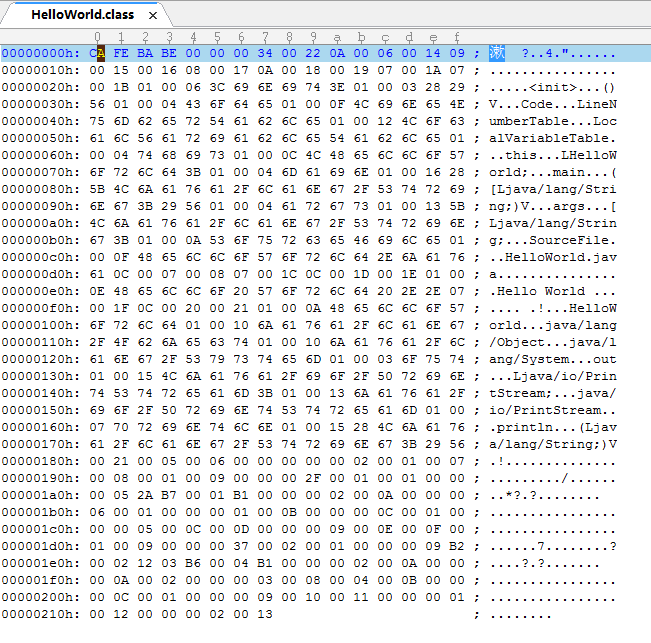 HelloWorld.class ×
0 1 2 3 4 5 6 7 8 9 a b c d e f
00000000h: CA FE BA BE 00 00 00 34 00 22 0A 00 06 00 14 09 ; 漱 ?..4."......
00000010h: 00 15 00 16 08 00 17 0A 00 18 00 19 07 00 1A 07 ; ................
00000020h: 00 1B 01 00 06 3C 69 6E 69 74 3E 01 00 03 28 29 ; .....<init>...()
00000030h: 56 01 00 04 43 6F 64 65 01 00 0F 4C 69 6E 65 4E ; V...Code...LineN
00000040h: 75 6D 62 65 72 54 61 62 6C 65 01 00 12 4C 6F 63 ; umberTable...Loc
00000050h: 61 6C 56 61 72 69 61 62 6C 65 54 61 62 6C 65 01 ; alVariableTable.
00000060h: 00 04 74 68 69 73 01 00 0C 4C 48 65 6C 6C 6F 57 ; ..this...LHelloW
00000070h: 6F 72 6C 64 3B 01 00 04 6D 61 69 6E 01 00 16 28 ; orld;...main...(
00000080h: 5B 4C 6A 61 76 61 2F 6C 61 6E 67 2F 53 74 72 69 ; [Ljava/lang/Stri
00000090h: 6E 67 3B 29 56 01 00 04 61 72 67 73 01 00 13 5B ; ng;)V...args...[
000000a0h: 4C 6A 61 76 61 2F 6C 61 6E 67 2F 53 74 72 69 6E ; Ljava/lang/Strin
000000b0h: 67 3B 01 00 0A 53 6F 75 72 63 65 46 69 6C 65 01 ; g;...SourceFile.
000000c0h: 00 0F 48 65 6C 6C 6F 57 6F 72 6C 64 2E 6A 61 76 ; ..HelloWorld.jav
000000d0h: 61 0C 00 07 00 08 07 00 1C 0C 00 1D 00 1E 01 00 ; a...............
000000e0h: 0E 48 65 6C 6C 6F 20 57 6F 72 6C 64 20 2E 2E 07 ; .Hello World ...
000000f0h: 00 1F 0C 00 20 00 21 01 00 0A 48 65 6C 6C 6F 57 ; .... .!...HelloW
00000100h: 6F 72 6C 64 01 00 10 6A 61 76 61 2F 6C 61 6E 67 ; orld...java/lang
00000110h: 2F 4F 62 6A 65 63 74 01 00 10 6A 61 76 61 2F 6C ; /Object...java/l
00000120h: 61 6E 67 2F 53 79 73 74 65 6D 01 00 03 6F 75 74 ; ang/System...out
00000130h: 01 00 15 4C 6A 61 76 61 2F 69 6F 2F 50 72 69 6E ; ...Ljava/io/Prin
00000140h: 74 53 74 72 65 61 6D 3B 01 00 13 6A 61 76 61 2F ; tStream;...java/
00000150h: 69 6F 2F 50 72 69 6E 74 53 74 72 65 61 6D 01 00 ; io/PrintStream..
00000160h: 07 70 72 69 6E 74 6C 6E 01 00 15 28 4C 6A 61 76 ; .println...(Ljav
00000170h: 61 2F 6C 61 6E 67 2F 53 74 72 69 6E 67 3B 29 56 ; a/lang/String;)V
00000180h: 00 21 00 05 00 06 00 00 00 00 00 02 00 01 00 07 ; .!..............
00000190h: 00 08 00 01 00 09 00 00 00 2F 00 01 00 01 00 00 ; ........./......
000001a0h: 00 05 2A B7 00 01 B1 00 00 00 02 00 0A 00 00 00 ; ..*?.?........
000001b0h: 06 00 01 00 00 00 01 00 0B 00 00 00 0C 00 01 00 ; ................
000001c0h: 00 00 05 00 0C 00 0D 00 00 00 09 00 0E 00 0F 00 ; ................
000001d0h: 01 00 09 00 00 00 37 00 02 00 01 00 00 00 09 B2 ; ......7........?
000001e0h: 00 02 12 03 B6 00 04 B1 00 00 00 02 00 0A 00 00 ; ....?.?.......
000001f0h: 00 0A 00 02 00 00 00 03 00 08 00 04 00 0B 00 00 ; ................
00000200h: 00 0C 00 01 00 00 00 09 00 10 00 11 00 00 00 01 ; ................
00000210h: 00 12 00 00 00 02 00 13 ; ........